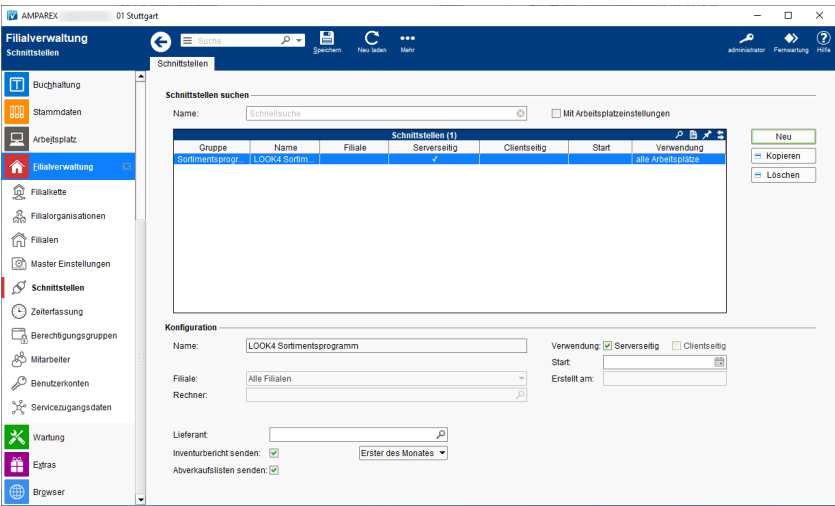 AMPAREX 01 Stuttgart
Filialverwaltung
Schnittstellen
Suche
Speichern
Neu laden
Mehr
administrator
Fernwartung
Hilfe
Schnittstellen
Buchhaltung
Stammdaten
Arbeitsplatz
Filialverwaltung
Filialkette
Filialorganisationen
Filialen
Master Einstellungen
Schnittstellen
Zeiterfassung
Berechtigungsgruppen
Mitarbeiter
Benutzerkonten
Servicezugangsdaten
Wartung
Extras
Browser
Schnittstellen suchen
Name: Schnellsuche Mit Arbeitsplatzeinstellungen
Schnittstellen (1)
Gruppe Name Filiale Serverseitig Clientseitig Start Verwendung
Sortimentsprogr... LOOK4 Sortim... alle Arbeitsplätze
Neu
Kopieren
Löschen
Konfiguration
Name: LOOK4 Sortimentsprogramm Verwendung: Serverseitig Clientseitig
Start:
Filiale: Alle Filialen Erstellt am:
Rechner:
Lieferant:
Inventurbericht senden: Erster des Monates
Abverkaufslisten senden: